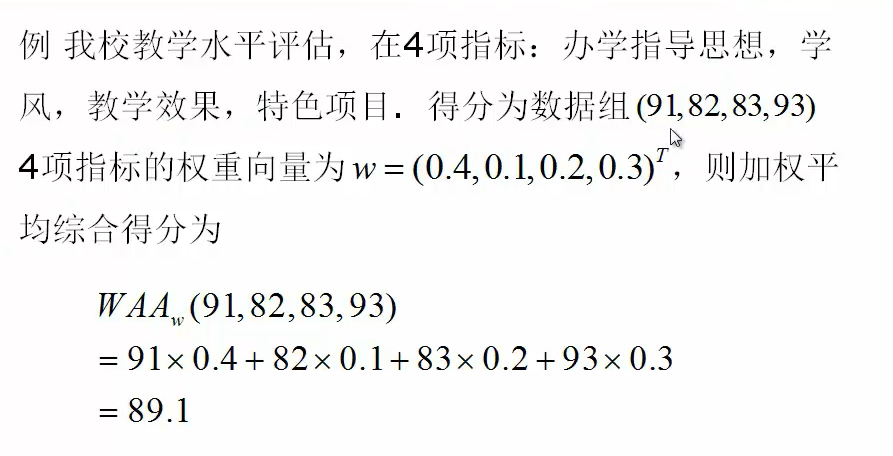 例 我校教学水平评估，在4项指标：办学指导思想，学
风，教学效果，特色项目．得分为数据组(91,82,83,93)
4项指标的权重向量为w=(0.4,0.1,0.2,0.3)^T，则加权平
均综合得分为
WAA_w(91,82,83,93)
=91×0.4+82×0.1+83×0.2+93×0.3
=89.1